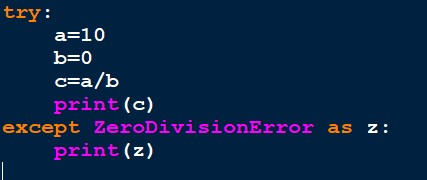 try:
    a=10
    b=0
    c=a/b
    print(c)
except ZeroDivisionError as z:
    print(z)